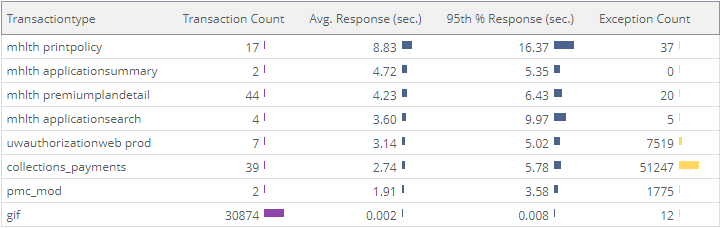 Transactiontype Transaction Count Avg. Response (sec.) 95th % Response (sec.) Exception Count
mhlth printpolicy 17 8.83 16.37 37
mhlth applicationsummary 2 4.72 5.35 0
mhlth premiumplandetail 44 4.23 6.43 20
mhlth applicationsearch 4 3.60 9.97 5
uwauthorizationweb prod 7 3.14 5.02 7519
collections_payments 39 2.74 5.78 51247
pmc_mod 2 1.91 3.58 1775
gif 30874 0.002 0.008 12